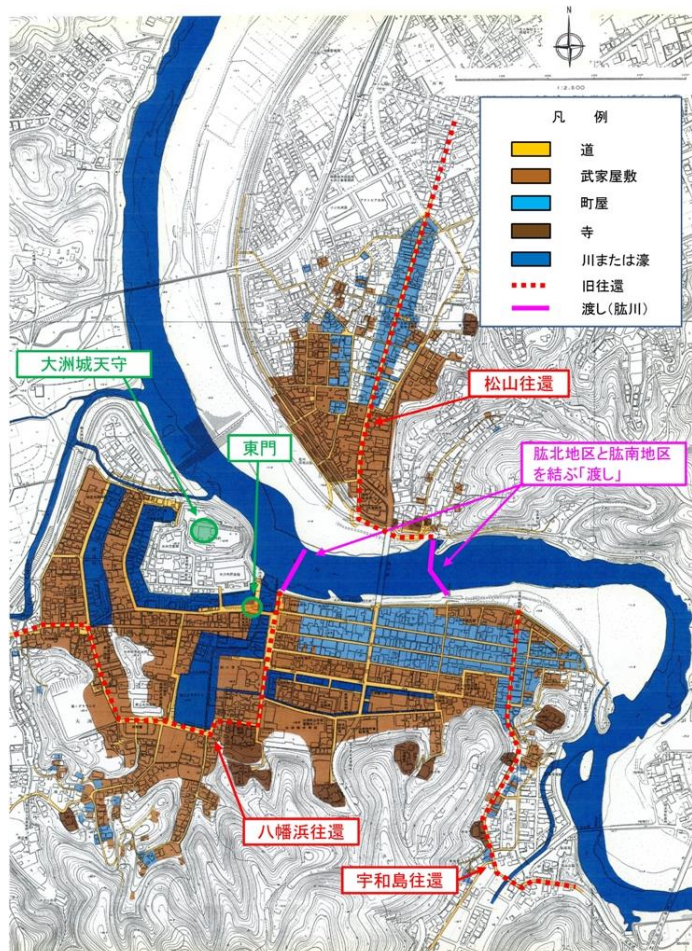 N
1:2,500
凡 例
道
武家屋敷
町屋
寺
川または濠
旧往還
渡し(肱川)
大洲城天守
松山往還
東門
肱北地区と肱南地区
を結ぶ「渡し」
八幡浜往還
宇和島往還